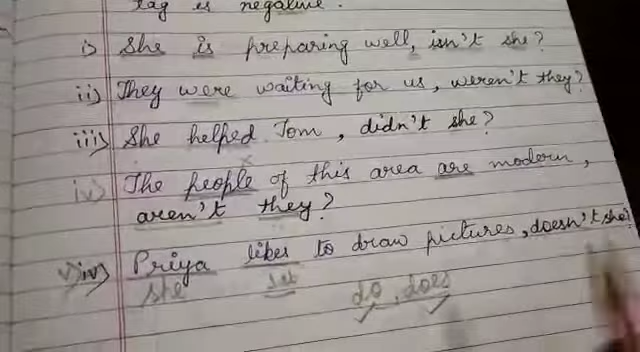 tag is negative.
i) She is preparing well, isn't she?
ii) They were waiting for us, weren't they?
iii) She helped Tom, didn't she?
iv) The people of this area are modern,
aren't they?
iv) Priya likes to draw pictures, doesn't she?
she do, does